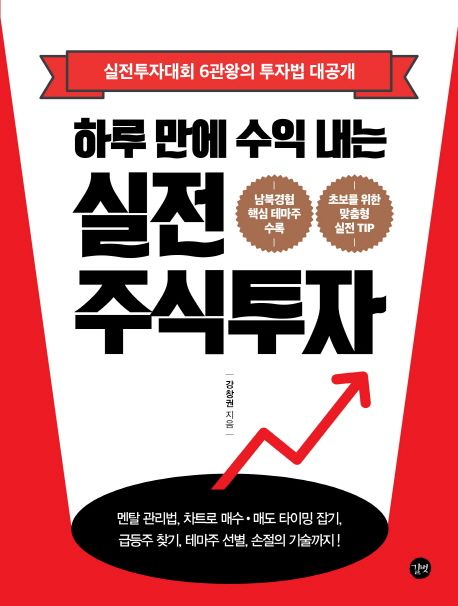 실전투자대회 6관왕의 투자법 대공개
하루 만에 수익 내는
실전
남북경협
핵심 테마주
수록
초보를 위한
맞춤형
실전 TIP
주식투자
강창권 지음
멘탈 관리법, 차트로 매수·매도 타이밍 잡기,
급등주 찾기, 테마주 선별, 손절의 기술까지!
길벗